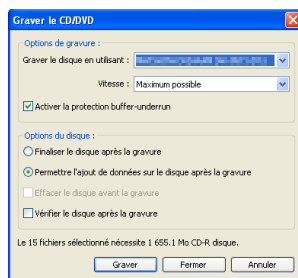 Graver le CD/DVD
Options de gravure :
Graver le disque en utilisant :
Vitesse : Maximum possible
Activer la protection buffer-underrun
Options du disque :
Finaliser le disque après la gravure
Permettre l'ajout de données sur le disque après la gravure
Effacer le disque avant la gravure
Vérifier le disque après la gravure
Le 15 fichiers sélectionné nécessite 1 655.1 Mo CD-R disque.
Graver Fermer Annuler